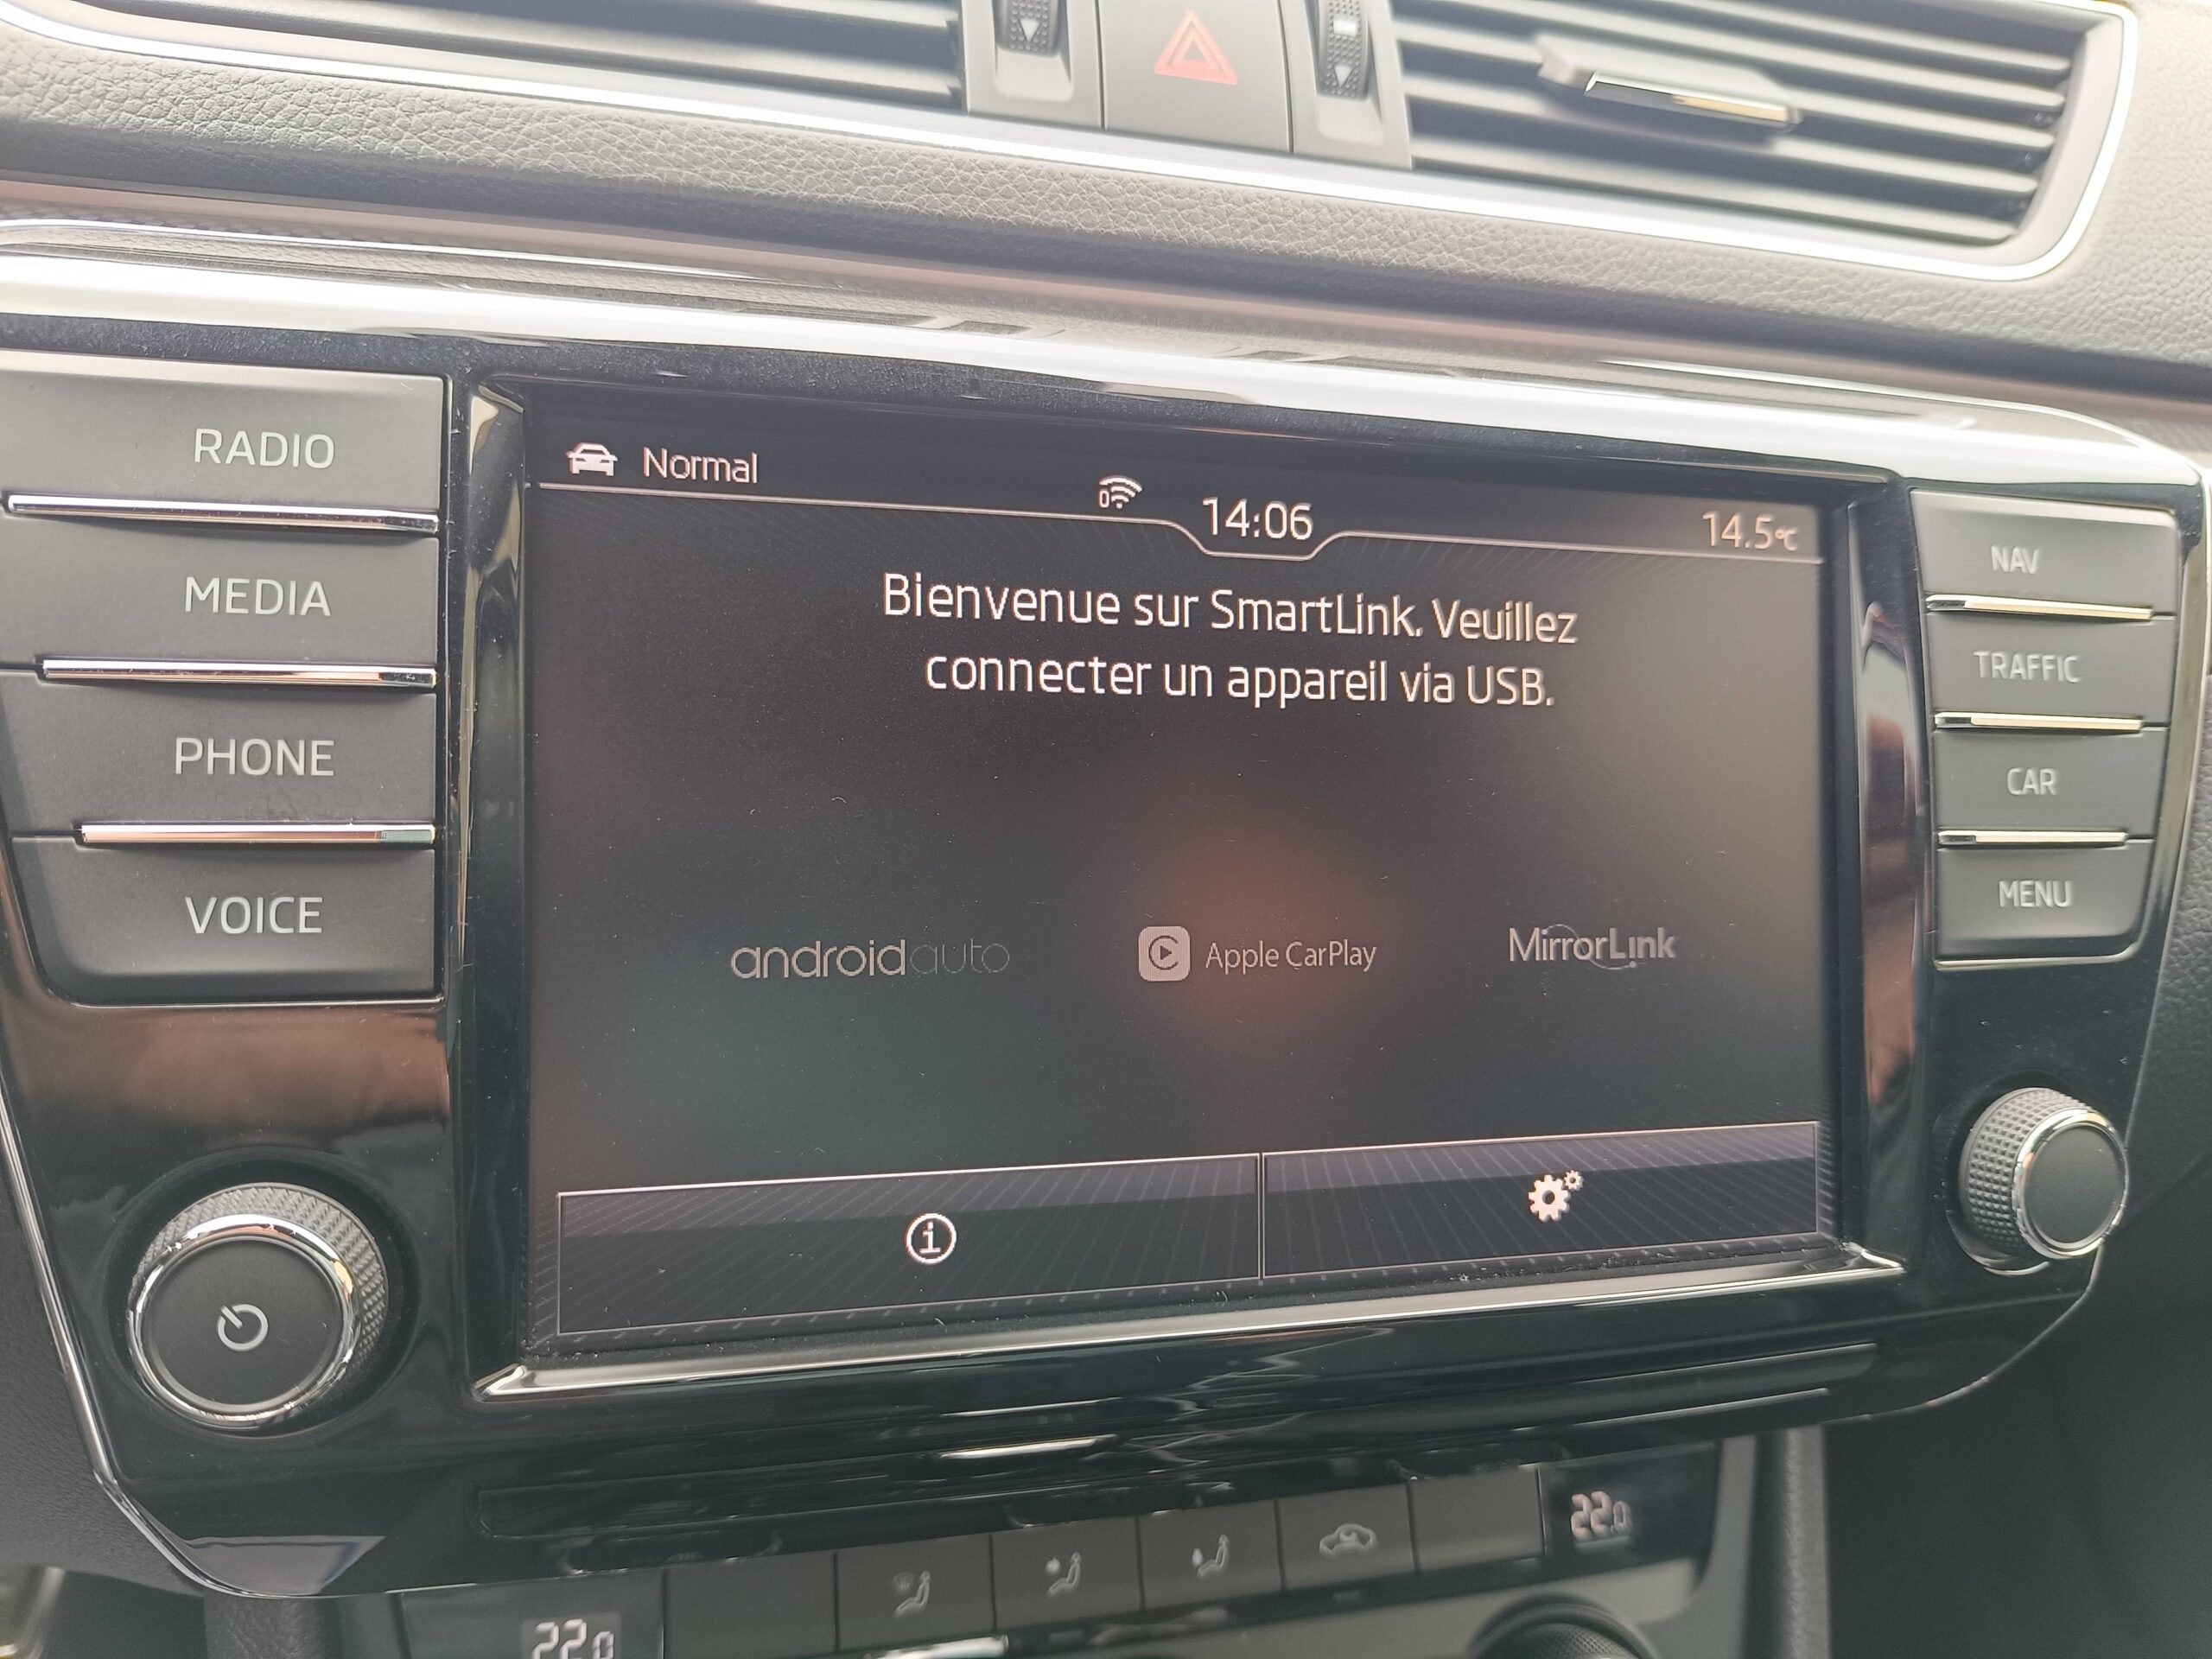 RADIO
MEDIA
PHONE
VOICE
Normal
0
14:06
14.5°C
Bienvenue sur SmartLink. Veuillez
connecter un appareil via USB.
androidauto
Apple CarPlay
MirrorLink
NAV
TRAFFIC
CAR
MENU
22.0
22.0